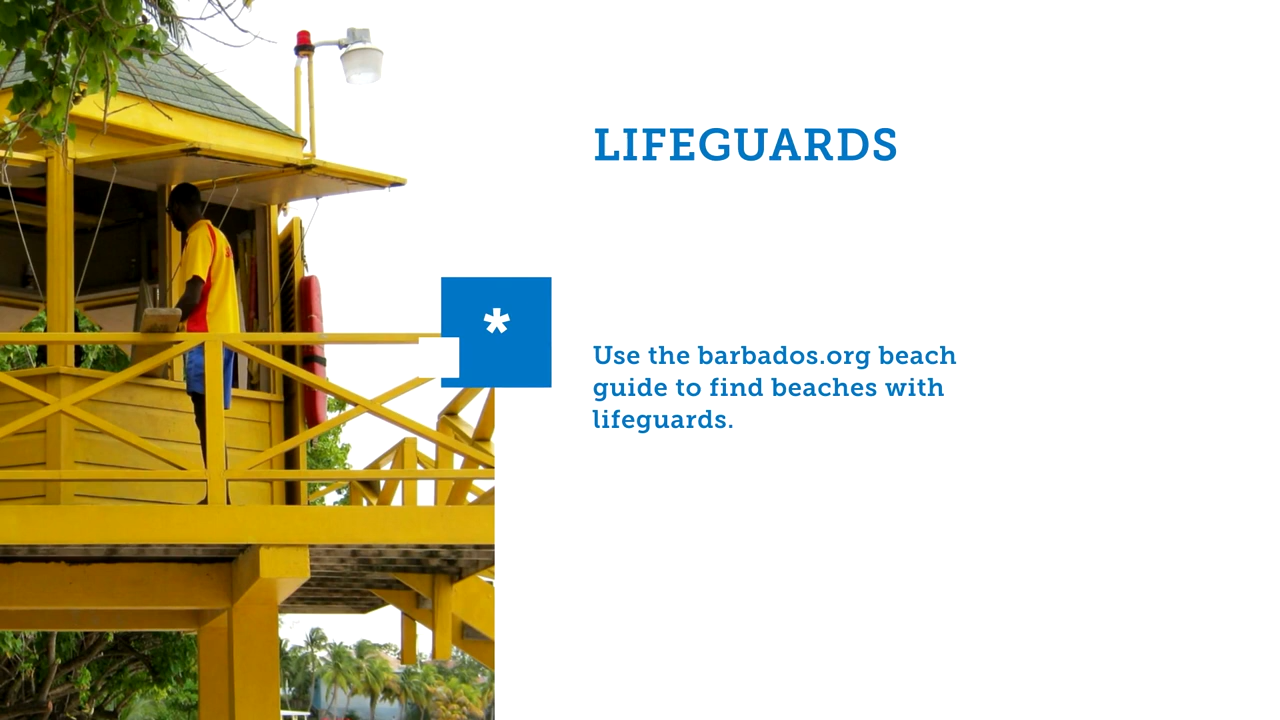 LIFEGUARDS
*
Use the barbados.org beach
guide to find beaches with
lifeguards.